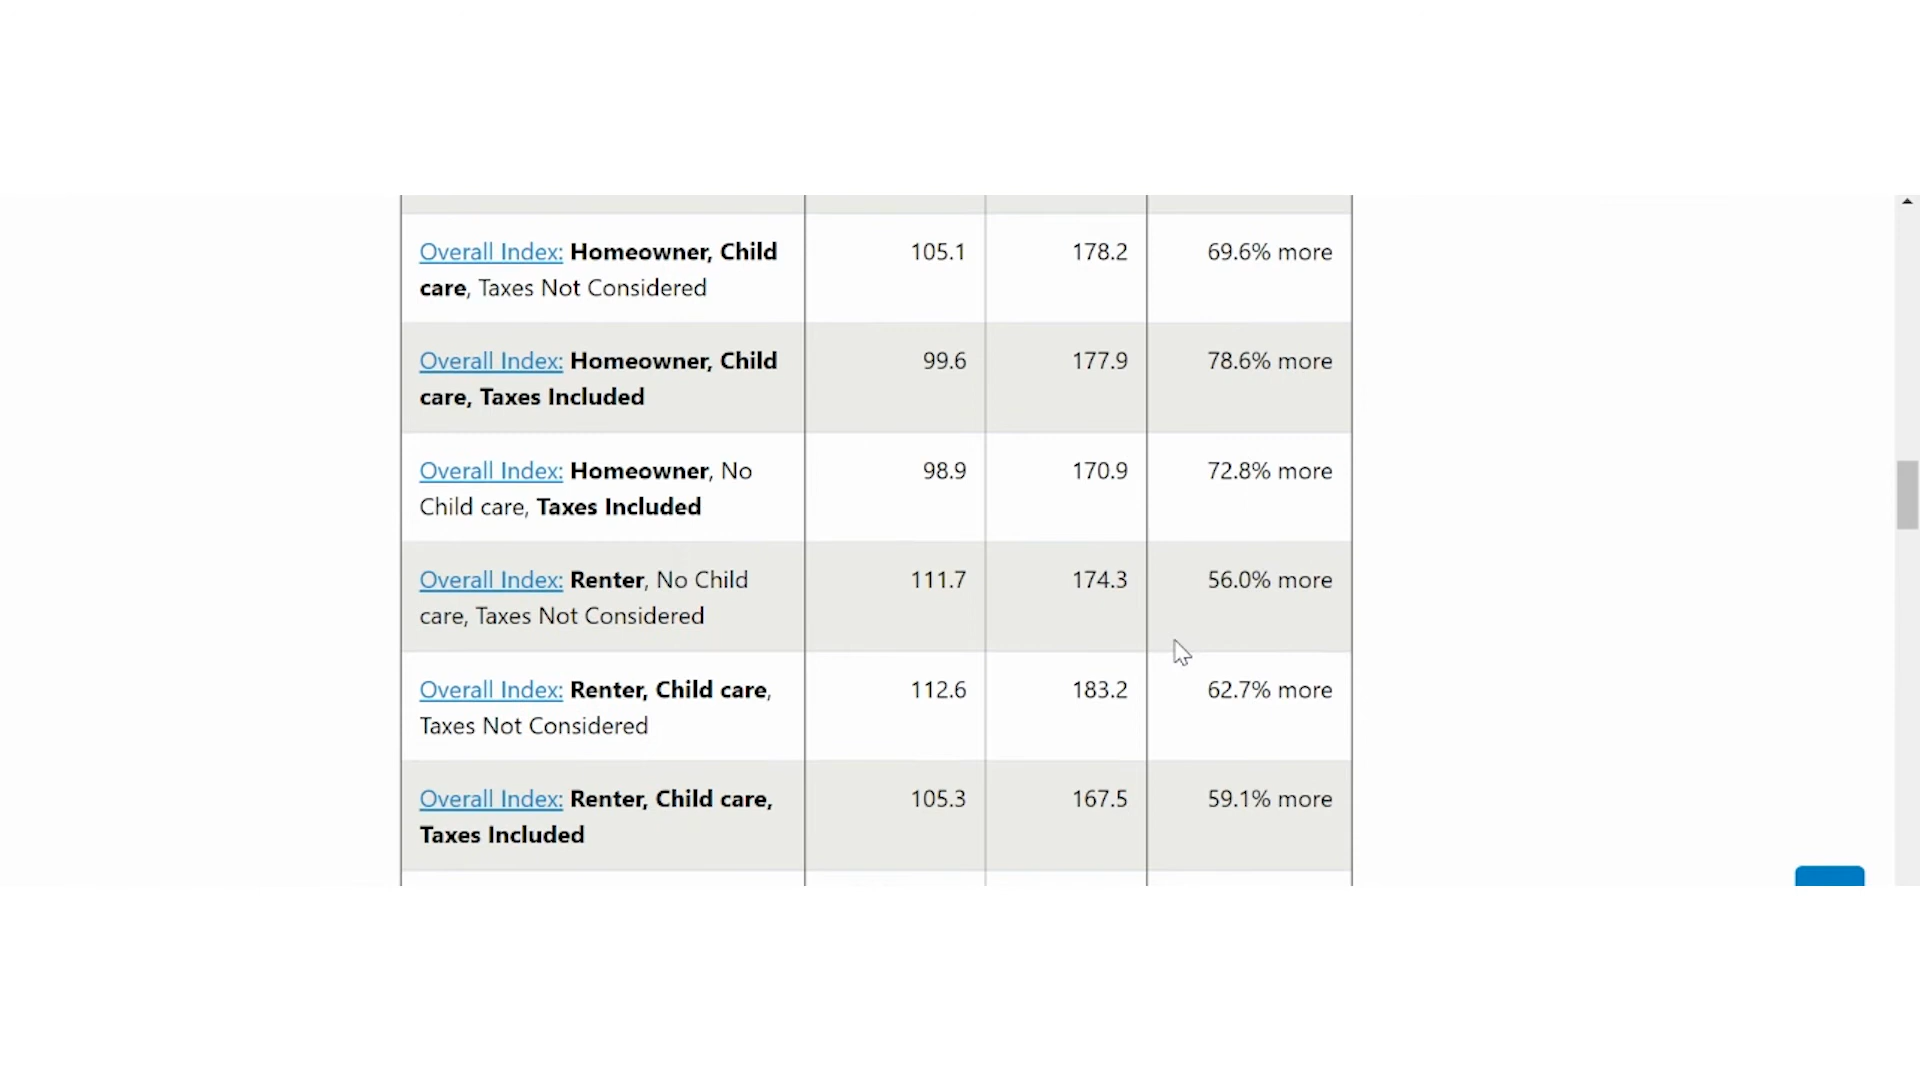 Overall Index: Homeowner, Child 105.1 178.2 69.6% more
care, Taxes Not Considered
Overall Index: Homeowner, Child 99.6 177.9 78.6% more
care, Taxes Included
Overall Index: Homeowner, No 98.9 170.9 72.8% more
Child care, Taxes Included
Overall Index: Renter, No Child 111.7 174.3 56.0% more
care, Taxes Not Considered
Overall Index: Renter, Child care, 112.6 183.2 62.7% more
Taxes Not Considered
Overall Index: Renter, Child care, 105.3 167.5 59.1% more
Taxes Included